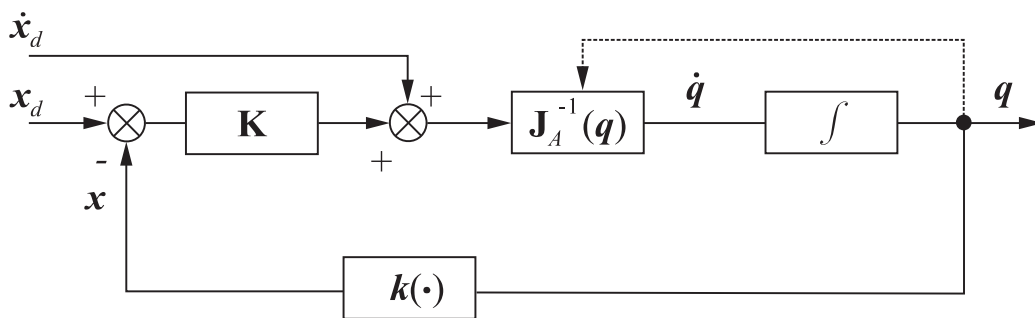 ẋ_d
x_d + K + J_A^{-1}(q) q̇ ∫ q
- +
x
k(·)